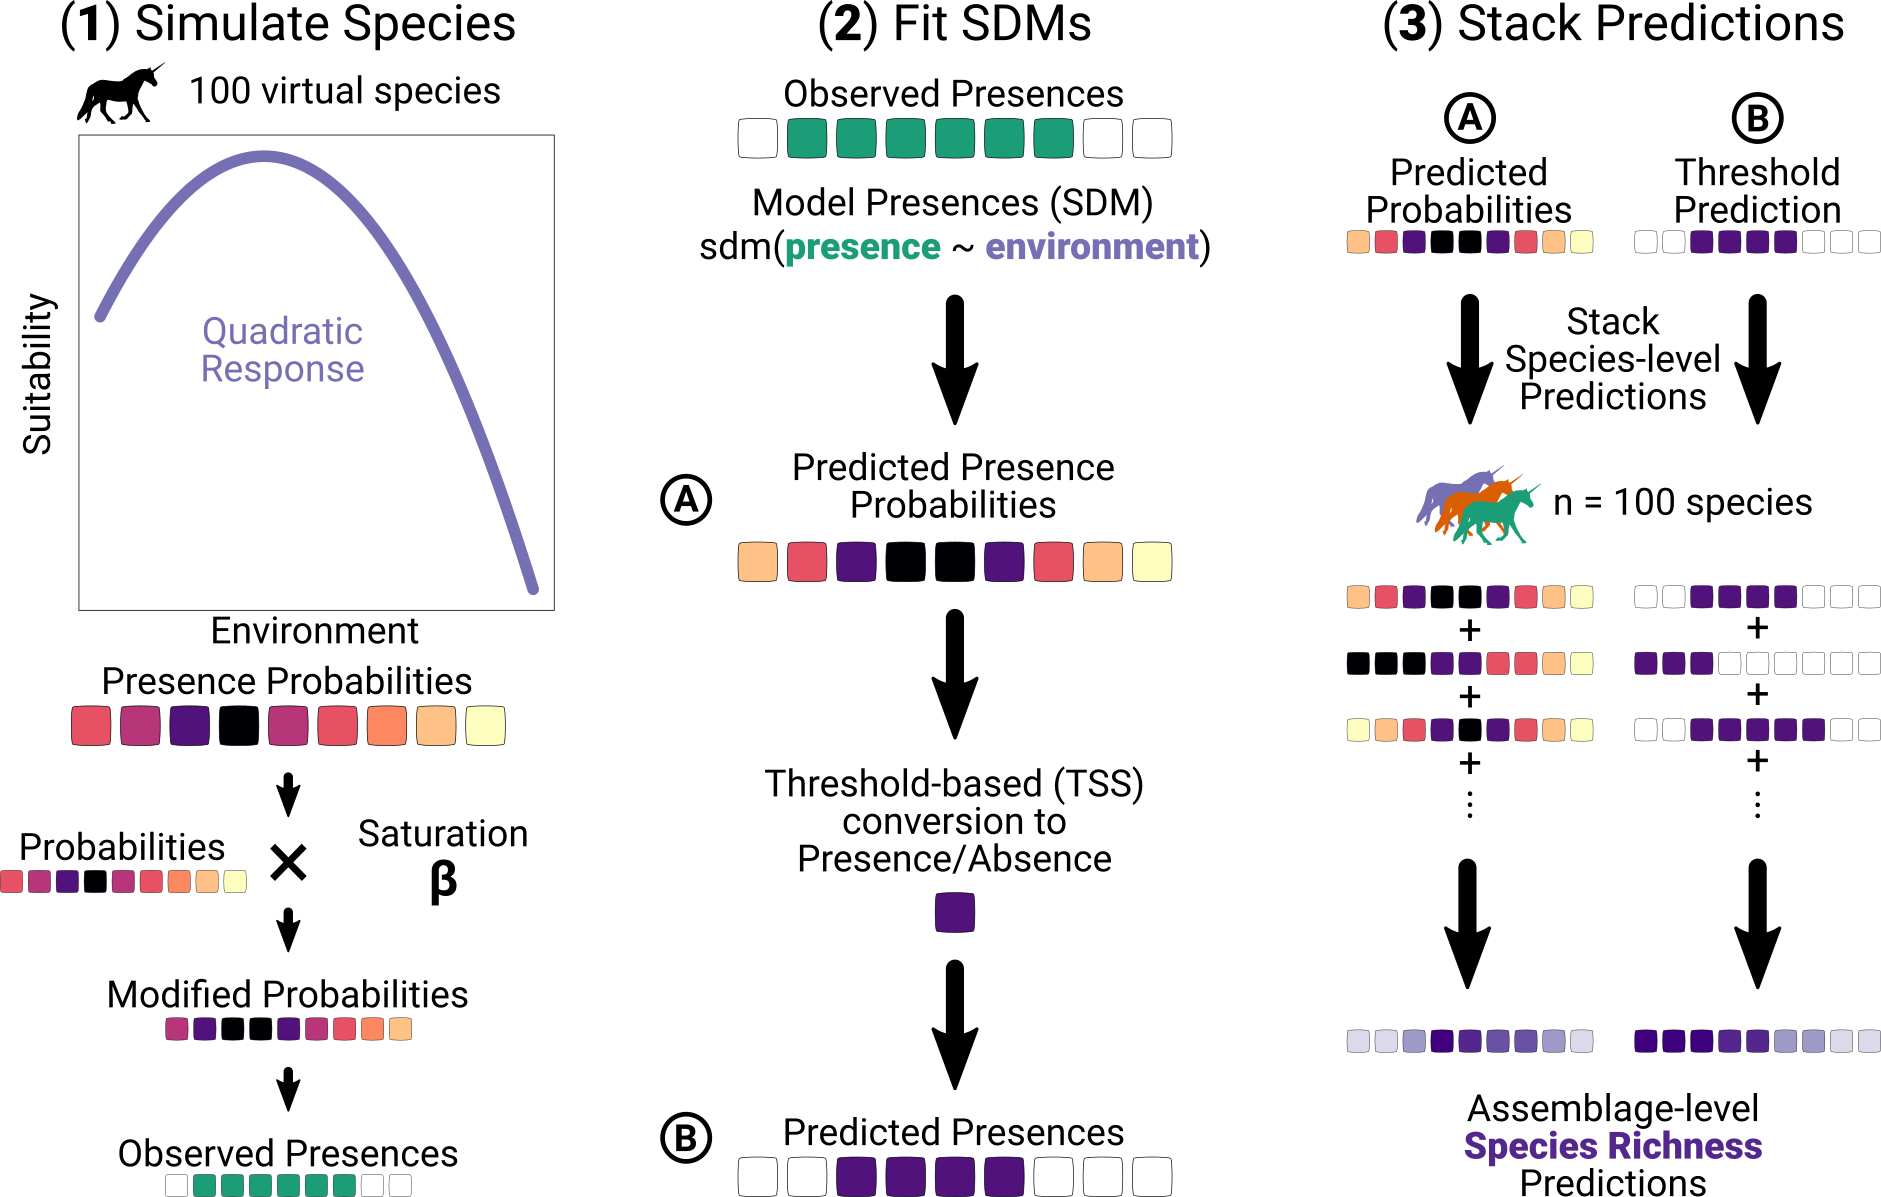 (1) Simulate Species
100 virtual species
Suitability
Quadratic
Response
Environment
Presence Probabilities
Probabilities
×
Saturation
β
Modified Probabilities
Observed Presences
(2) Fit SDMs
Observed Presences
Model Presences (SDM)
sdm(presence ~ environment)
A
Predicted Presence
Probabilities
Threshold-based (TSS)
conversion to
Presence/Absence
B
Predicted Presences
(3) Stack Predictions
A
Predicted
Probabilities
B
Threshold
Prediction
Stack
Species-level
Predictions
n = 100 species
+ +
+ +
+ +
⋮ ⋮
Assemblage-level
Species Richness
Predictions